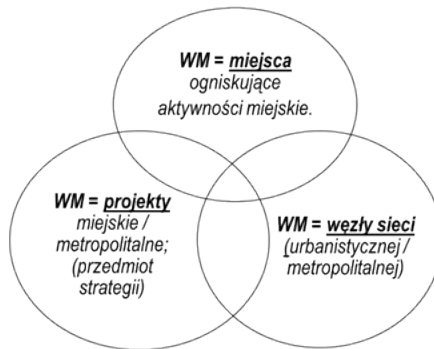 WM = miejsca
ogniskujące
aktywności miejskie.
WM = projekty
miejskie /
metropolitalne;
(przedmiot
strategii)
WM = węzły sieci
(urbanistycznej /
metropolitalnej)